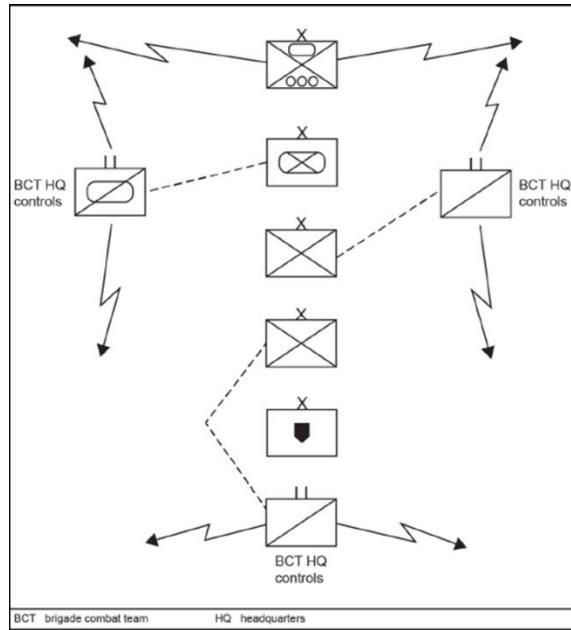 X
X
BCT HQ
controls
BCT HQ
controls
X
X
X
BCT HQ
controls
BCT brigade combat team HQ headquarters